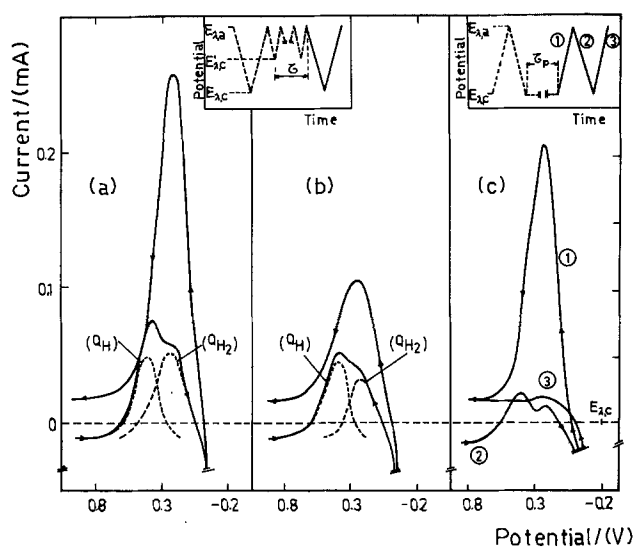 Current/(mA)
0.2
0.1
0
Potential
E_λ,a
E'_λ,c
E_λ,c
τ
Time
Potential
E_λ,a
E_λ,c
τ_p
① ② ③
Time
(a)
(b)
(c)
(Q_H)
(Q_H2)
(Q_H)
(Q_H2)
①
③
②
E_λ,c
0.8 0.3 -0.2
0.8 0.3 -0.2
0.8 0.3 -0.2
Potential/(V)